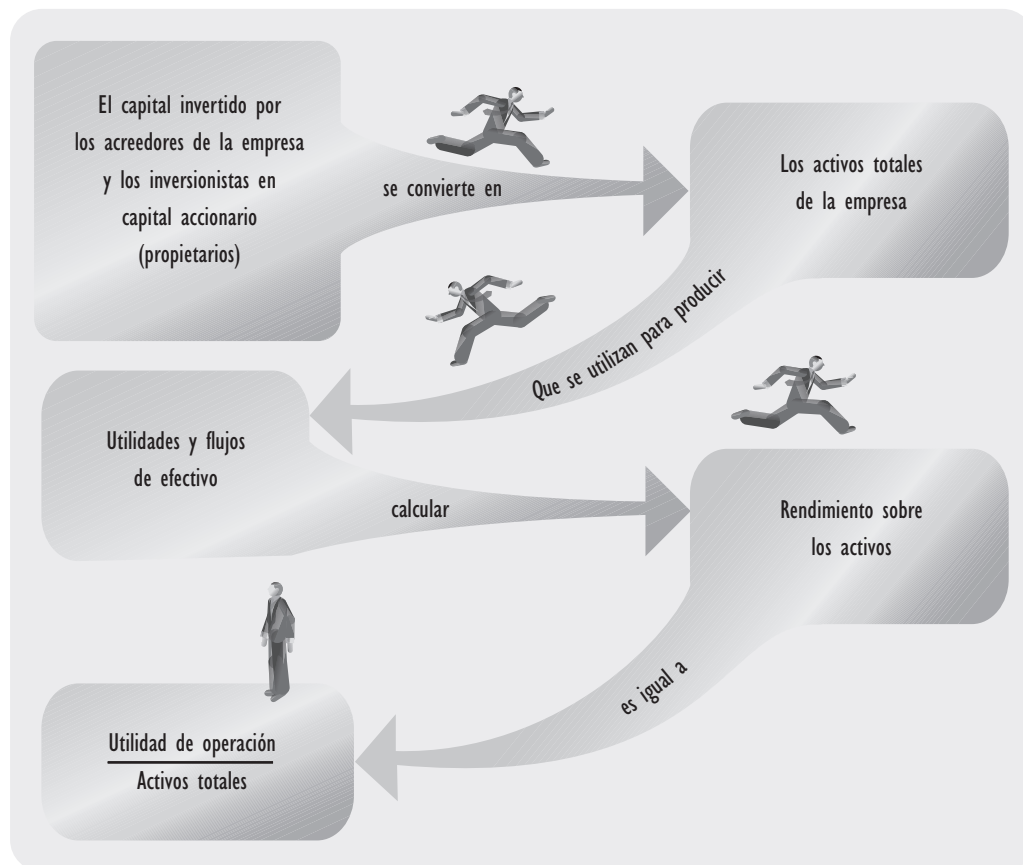 El capital invertido por
los acreedores de la empresa
y los inversionistas en
capital accionario
(propietarios)
se convierte en
Los activos totales
de la empresa
Que se utilizan para producir
Utilidades y flujos
de efectivo
calcular
Rendimiento sobre
los activos
es igual a
Utilidad de operación
Activos totales